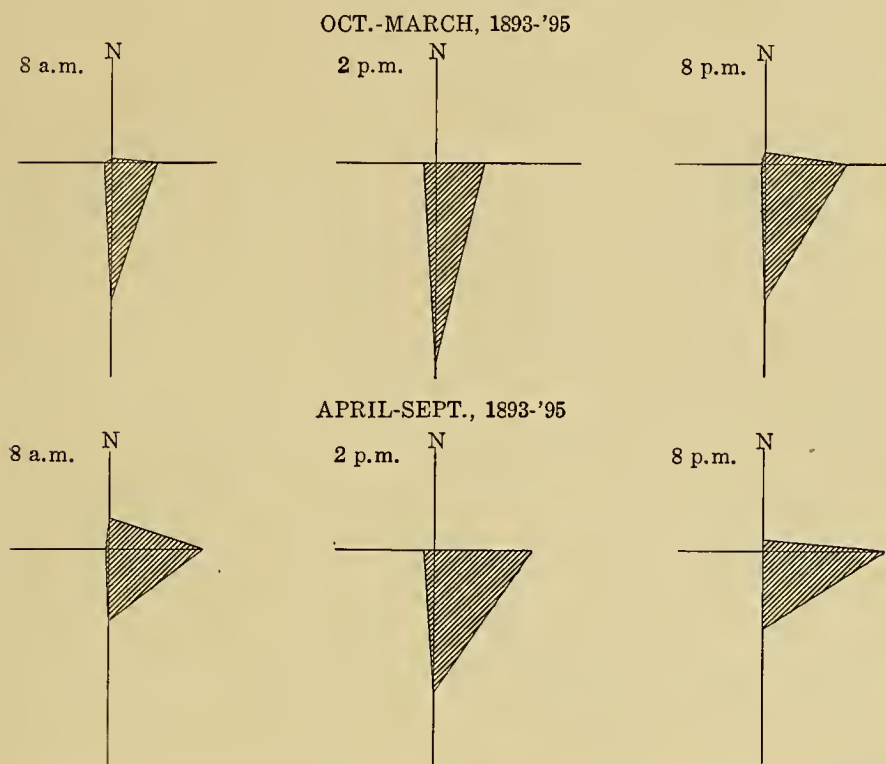 OCT.-MARCH, 1893-'95
8 a.m. N
2 p.m. N
8 p.m. N
APRIL-SEPT., 1893-'95
8 a.m. N
2 p.m. N
8 p.m. N